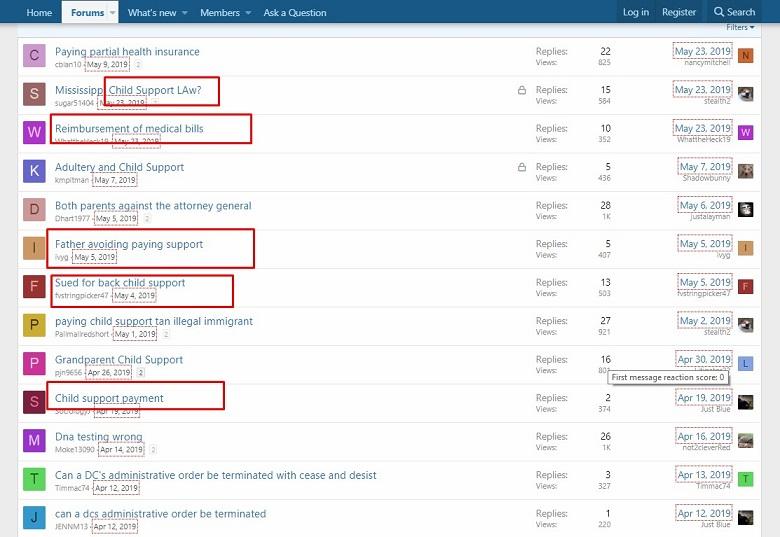 Home Forums What's new Members Ask a Question Log in Register Search
Filters
C Paying partial health insurance Replies: 22 May 23, 2019 N
cblan10 · May 9, 2019 2 Views: 825 nancymitchell
S Mississippi Child Support LAw? Replies: 15 May 23, 2019
sugar51404 · May 23, 2019 2 Views: 584 stealth2
W Reimbursement of medical bills Replies: 10 May 23, 2019 W
WhattheHeck19 · May 23, 2019 Views: 352 WhattheHeck19
K Adultery and Child Support Replies: 5 May 7, 2019
kmpitman · May 7, 2019 Views: 436 Shadowbunny
D Both parents against the attorney general Replies: 28 May 6, 2019
Dhart1977 · May 5, 2019 2 Views: 1K justalayman
I Father avoiding paying support Replies: 5 May 5, 2019 I
ivyg · May 5, 2019 Views: 407 ivyg
F Sued for back child support Replies: 13 May 5, 2019 F
fvstringpicker47 · May 4, 2019 Views: 503 fvstringpicker47
P paying child support tan illegal immigrant Replies: 27 May 2, 2019
Pallmallredshort · May 1, 2019 2 Views: 921 stealth2
P Grandparent Child Support Replies: 16 Apr 30, 2019 L
pjn9656 · Apr 26, 2019 2 Views:
First message reaction score: 0
S Child support payment Replies: 2 Apr 19, 2019
Apr 19, 2019 Views: 374 Just Blue
M Dna testing wrong Replies: 26 Apr 16, 2019
Moke13090 · Apr 14, 2019 2 Views: 1K not2cleverRed
T Can a DC's administrative order be terminated with cease and desist Replies: 3 Apr 13, 2019 T
Timmac74 · Apr 12, 2019 Views: 327 Timmac74
J can a dcs administrative order be terminated Replies: 1 Apr 12, 2019
JENNM13 · Apr 12, 2019 Views: 220 Just Blue